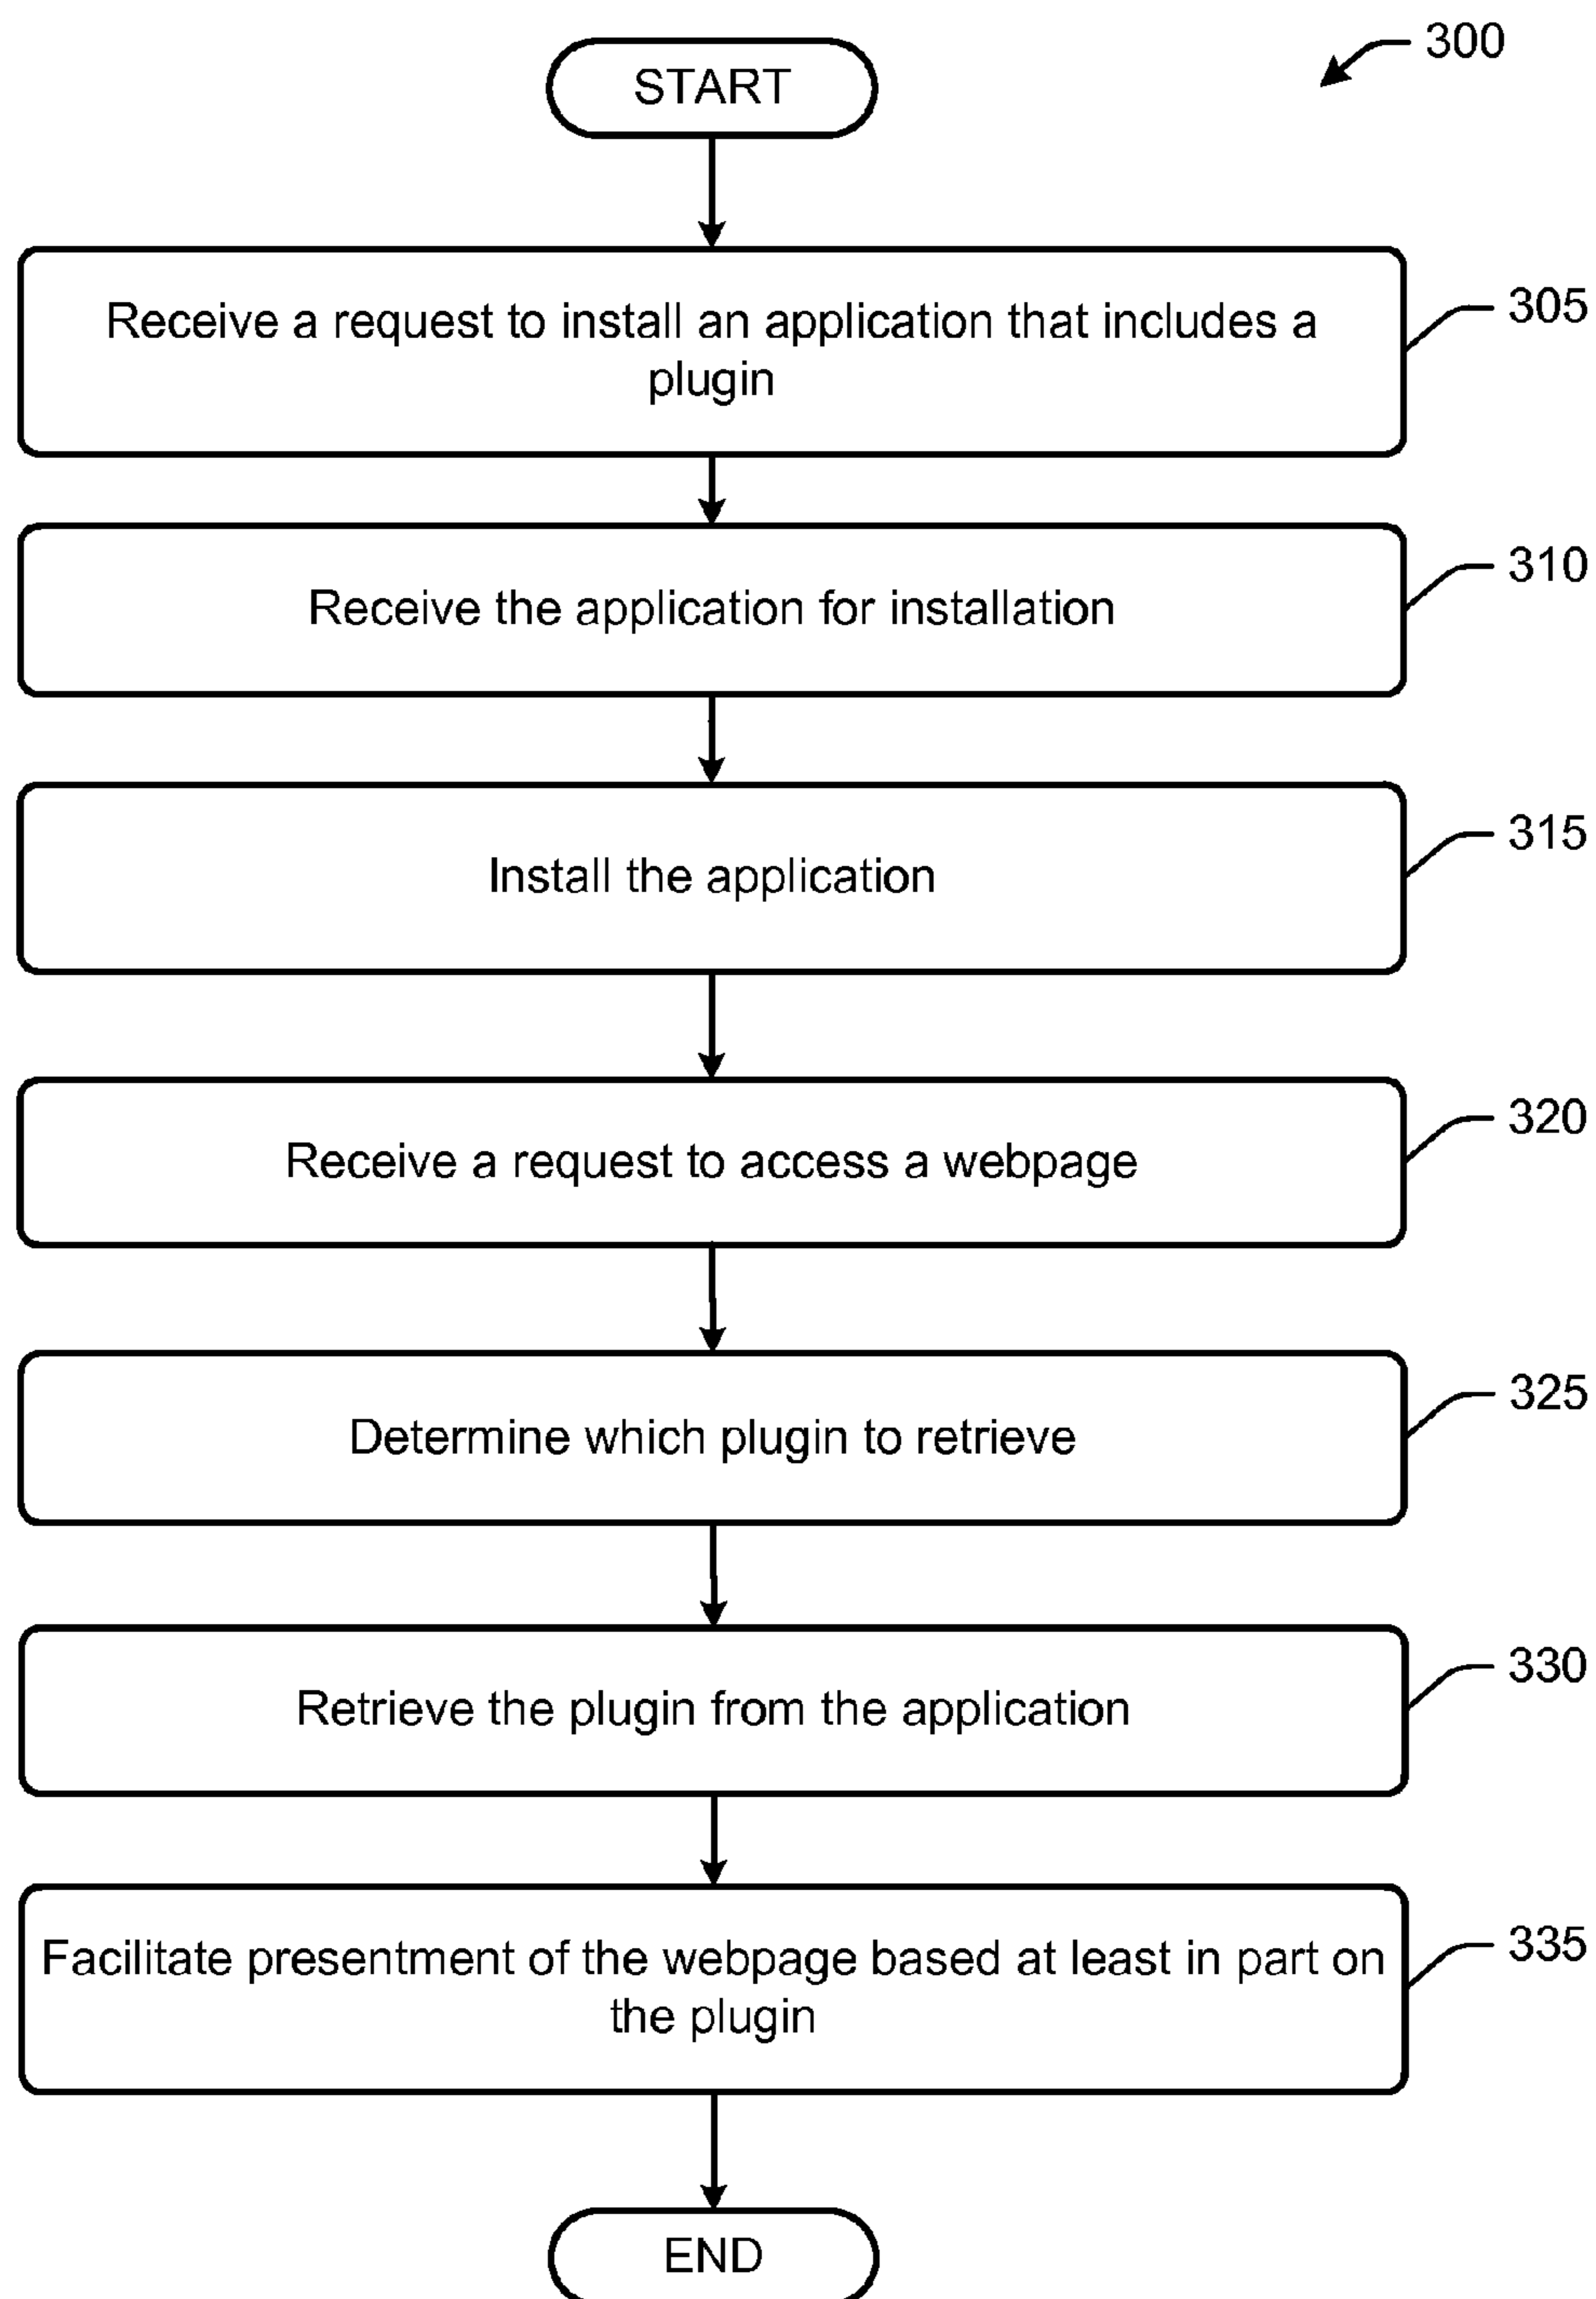 300
START
Receive a request to install an application that includes a
plugin
305
Receive the application for installation
310
Install the application
315
Receive a request to access a webpage
320
Determine which plugin to retrieve
325
Retrieve the plugin from the application
330
Facilitate presentment of the webpage based at least in part on
the plugin
335
END